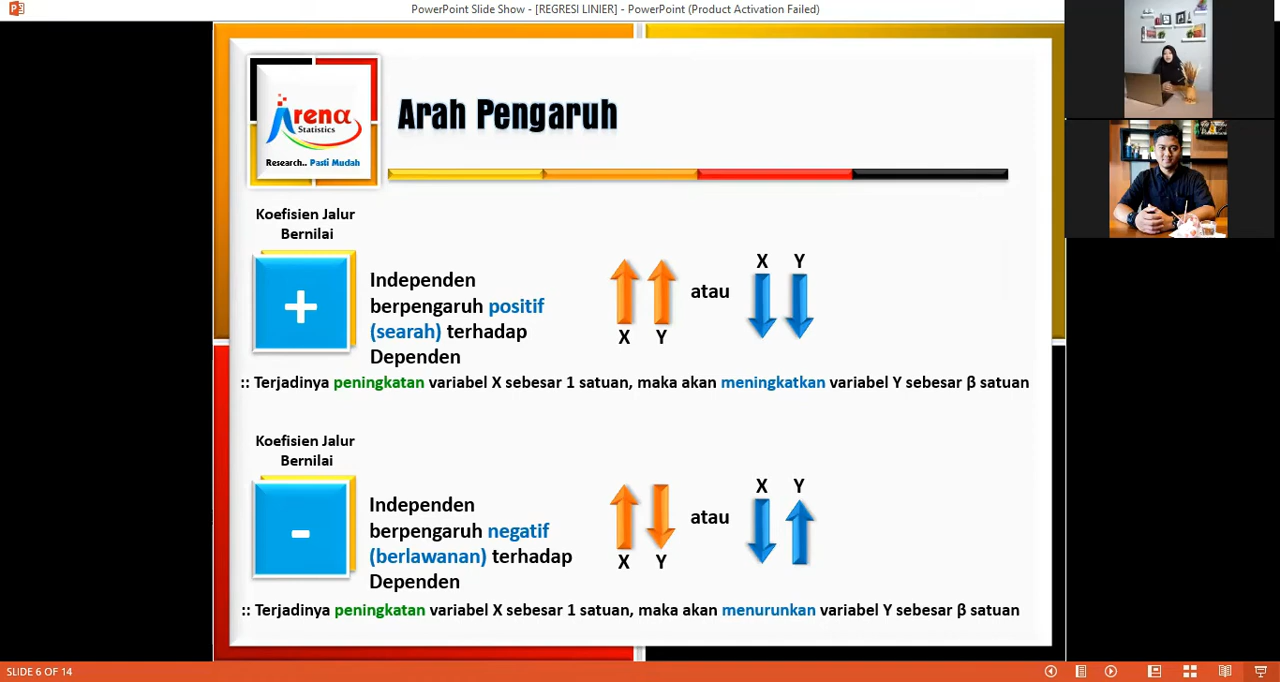 PowerPoint Slide Show - [REGRESI LINIER] - PowerPoint (Product Activation Failed)
Arena
Statistics
Research.. Pasti Mudah
Arah Pengaruh
Koefisien Jalur
Bernilai
+
Independen
berpengaruh positif
(searah) terhadap
Dependen
X Y
atau
X Y
:: Terjadinya peningkatan variabel X sebesar 1 satuan, maka akan meningkatkan variabel Y sebesar β satuan
Koefisien Jalur
Bernilai
-
Independen
berpengaruh negatif
(berlawanan) terhadap
Dependen
X Y
atau
X Y
:: Terjadinya peningkatan variabel X sebesar 1 satuan, maka akan menurunkan variabel Y sebesar β satuan
SLIDE 6 OF 14